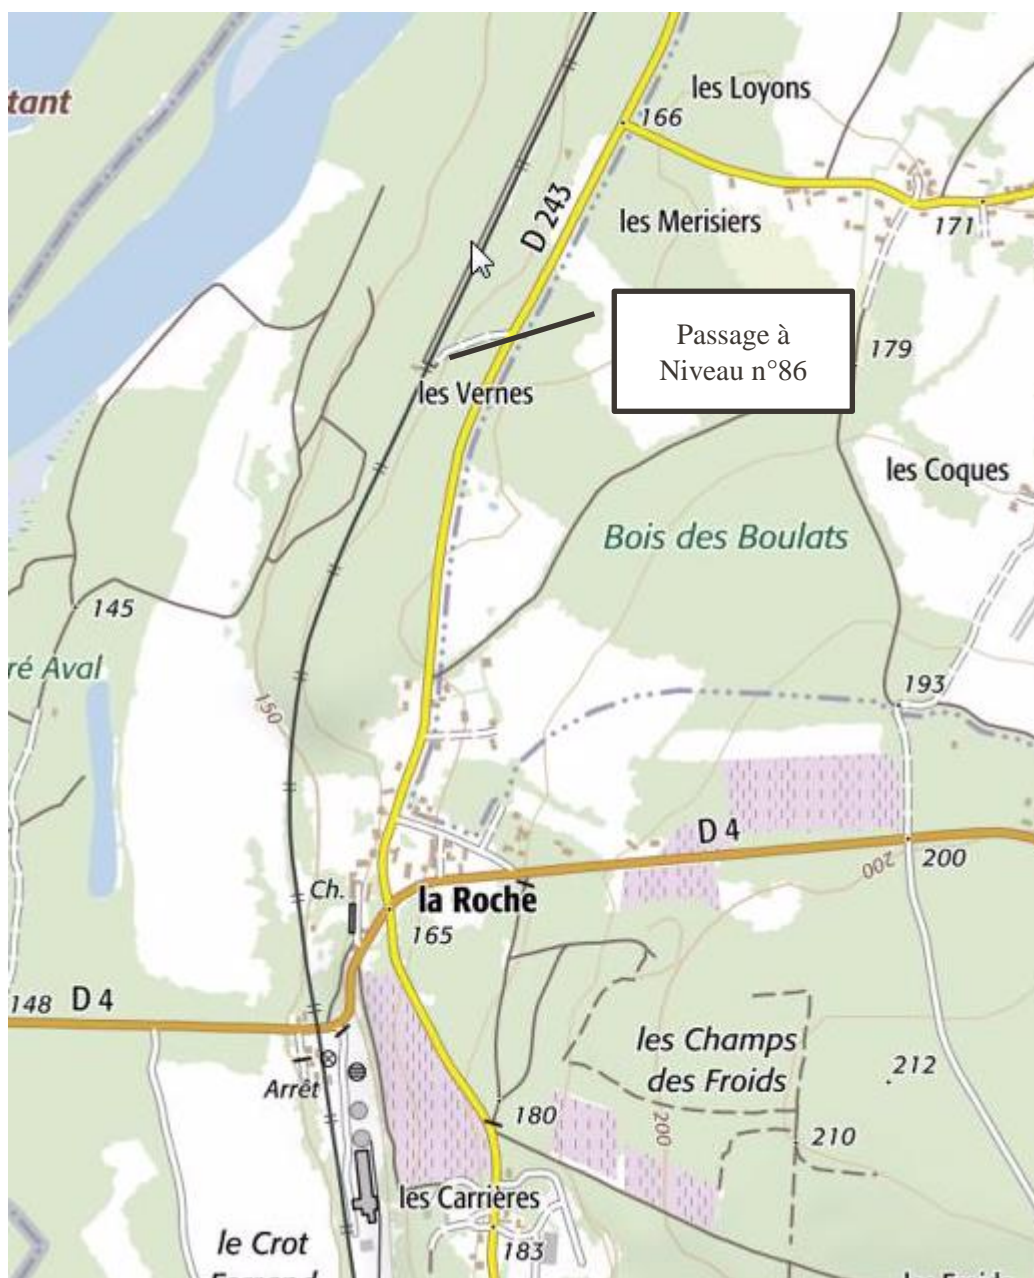 les Loyons
tant
166
D 243
les Merisiers
171
Passage à
Niveau n°86
179
les Vernes
les Coques
Bois des Boulats
145
ré Aval
193
150
D 4
200
200
Ch.
la Roche
165
148 D 4
les Champs
des Froids
212
Arrêt
180
200
210
les Carrières
le Crot
183